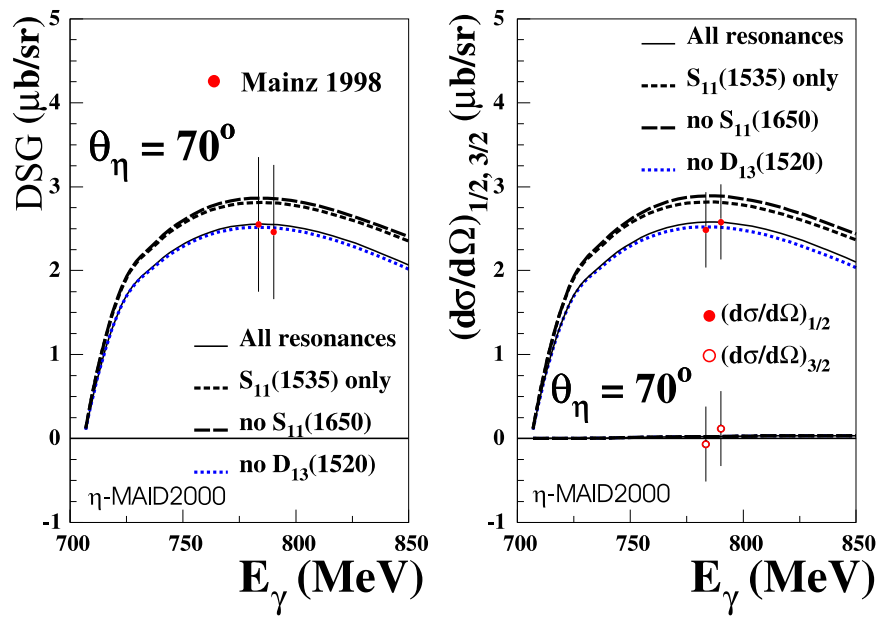 DSG (μb/sr)
5
4
3
2
1
0
-1
Mainz 1998
θη = 70°
All resonances
S11(1535) only
no S11(1650)
no D13(1520)
η-MAID2000
700 750 800 850
Eγ (MeV)
(dσ/dΩ)1/2, 3/2 (μb/sr)
5
4
3
2
1
0
-1
All resonances
S11(1535) only
no S11(1650)
no D13(1520)
(dσ/dΩ)1/2
(dσ/dΩ)3/2
θη = 70°
η-MAID2000
700 750 800 850
Eγ (MeV)